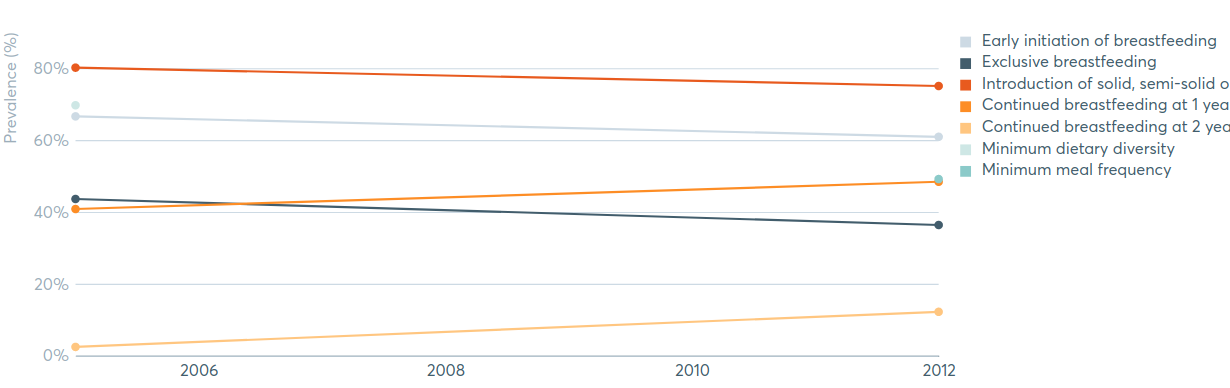 Prevalence (%)
80%
60%
40%
20%
0%
2006
2008
2010
2012
Early initiation of breastfeeding
Exclusive breastfeeding
Introduction of solid, semi-solid o
Continued breastfeeding at 1 yea
Continued breastfeeding at 2 yea
Minimum dietary diversity
Minimum meal frequency